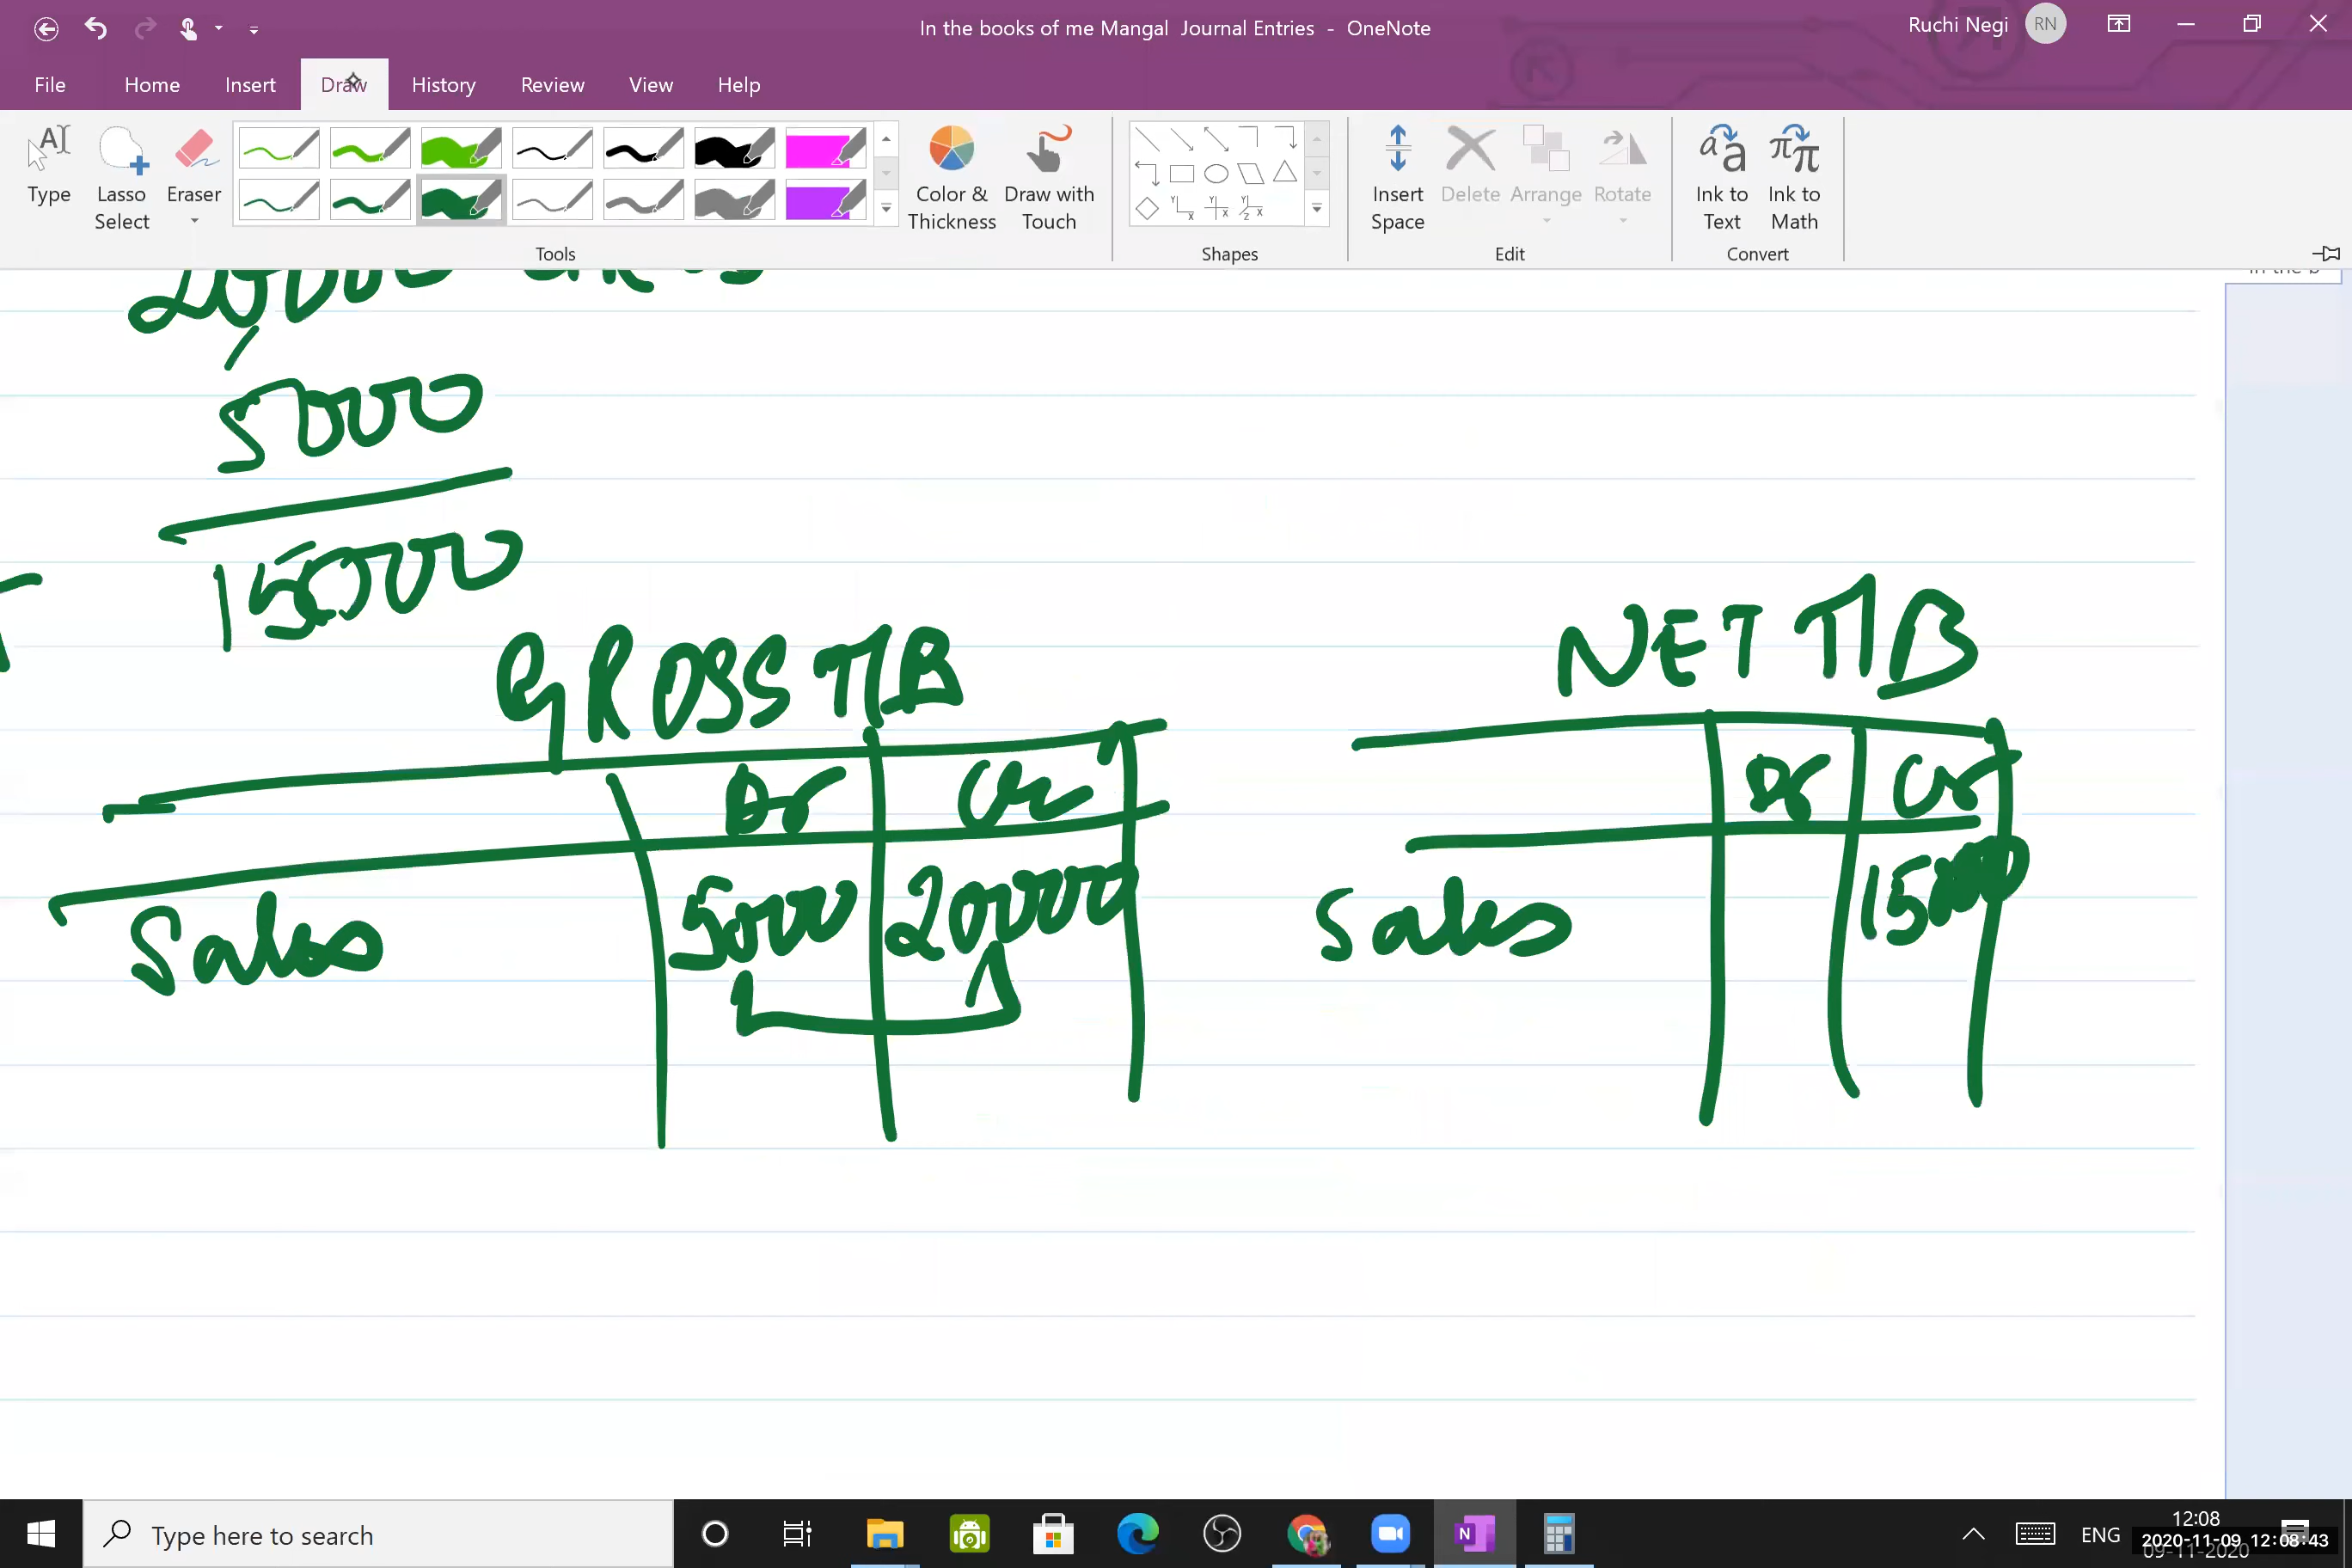 In the books of me Mangal Journal Entries - OneNote
Ruchi Negi RN
File Home Insert Draw History Review View Help
Type
Lasso Select
Eraser
Color & Thickness
Draw with Touch
Insert Space
Delete
Arrange
Rotate
Ink to Text
Ink to Math
Tools
Shapes
Edit
Convert
20000
5000
15000
GROSS T/B
Dr Cr
Sales 5000 20000
NET T/B
Dr Cr
Sales 15000
Type here to search
ENG
12:08
09-11-2020
2020-11-09 12:08:43